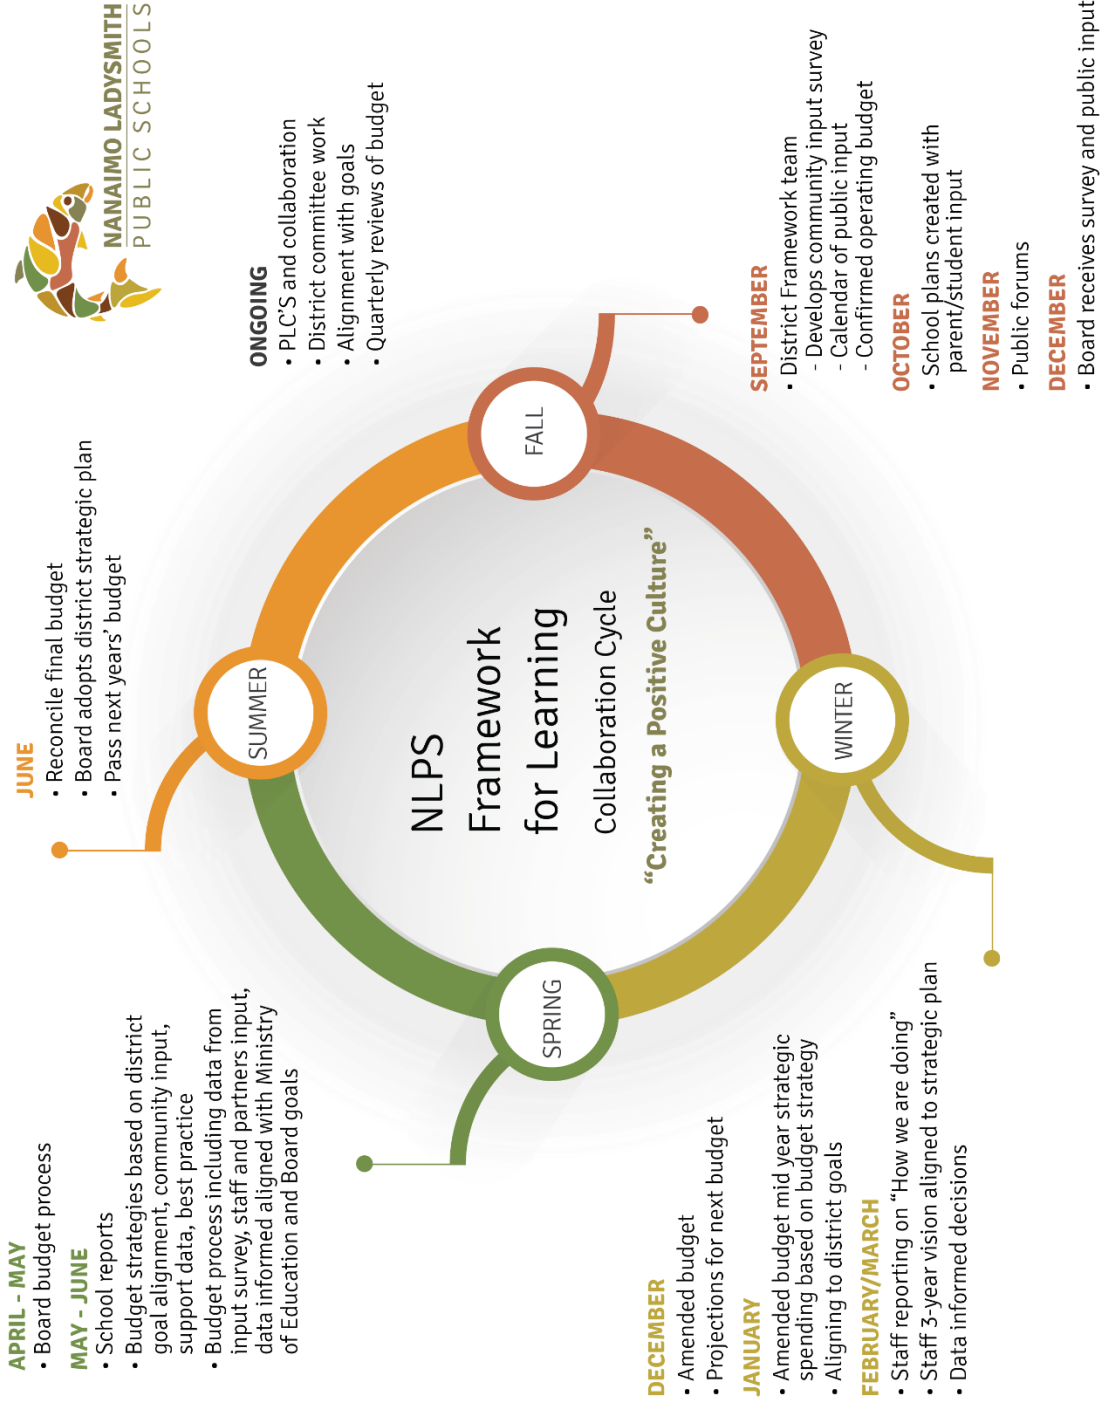 NANAIMO LADYSMITH
PUBLIC SCHOOLS
NLPS
Framework
for Learning
Collaboration Cycle
“Creating a Positive Culture”
SPRING
SUMMER
FALL
WINTER
APRIL - MAY
• Board budget process
MAY - JUNE
• School reports
• Budget strategies based on district
goal alignment, community input,
support data, best practice
• Budget process including data from
input survey, staff and partners input,
data informed aligned with Ministry
of Education and Board goals
JUNE
• Reconcile final budget
• Board adopts district strategic plan
• Pass next years’ budget
ONGOING
• PLC’S and collaboration
• District committee work
• Alignment with goals
• Quarterly reviews of budget
SEPTEMBER
• District Framework team
- Develops community input survey
- Calendar of public input
- Confirmed operating budget
OCTOBER
• School plans created with
parent/student input
NOVEMBER
• Public forums
DECEMBER
• Board receives survey and public input
DECEMBER
• Amended budget
• Projections for next budget
JANUARY
• Amended budget mid year strategic
spending based on budget strategy
• Aligning to district goals
FEBRUARY/MARCH
• Staff reporting on “How we are doing”
• Staff 3-year vision aligned to strategic plan
• Data informed decisions